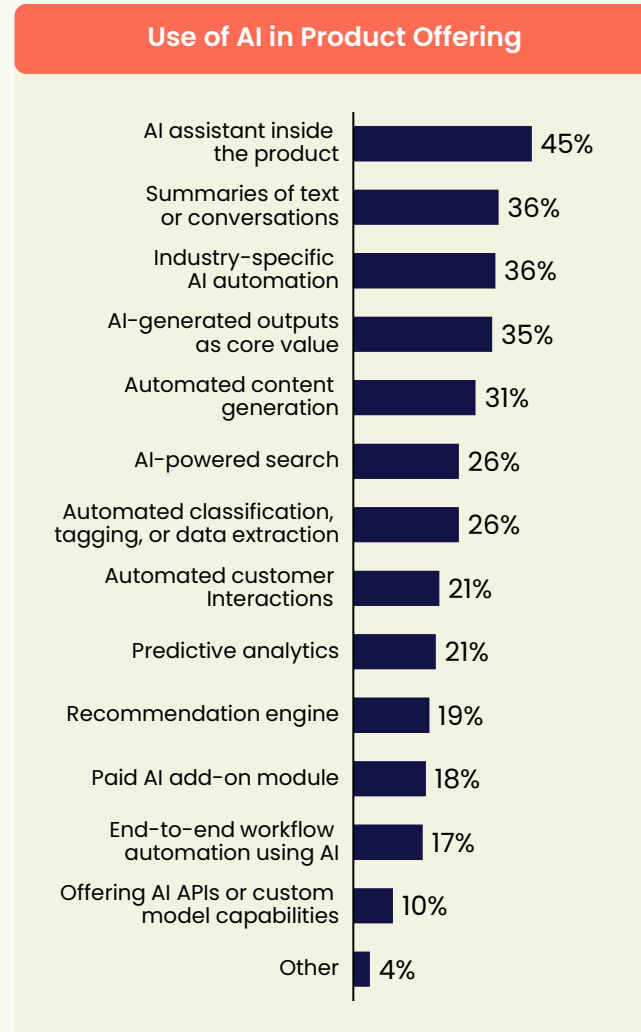 Use of AI in Product Offering
AI assistant inside
the product
45%
Summaries of text
or conversations
36%
Industry-specific
AI automation
36%
AI-generated outputs
as core value
35%
Automated content
generation
31%
AI-powered search
26%
Automated classification,
tagging, or data extraction
26%
Automated customer
Interactions
21%
Predictive analytics
21%
Recommendation engine
19%
Paid AI add-on module
18%
End-to-end workflow
automation using AI
17%
Offering AI APIs or custom
model capabilities
10%
Other
4%